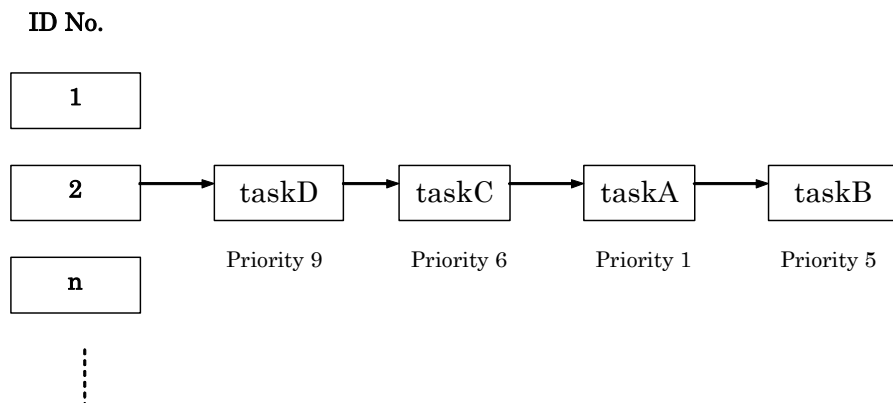 ID No.
1
2
taskD
taskC
taskA
taskB
Priority 9
Priority 6
Priority 1
Priority 5
n